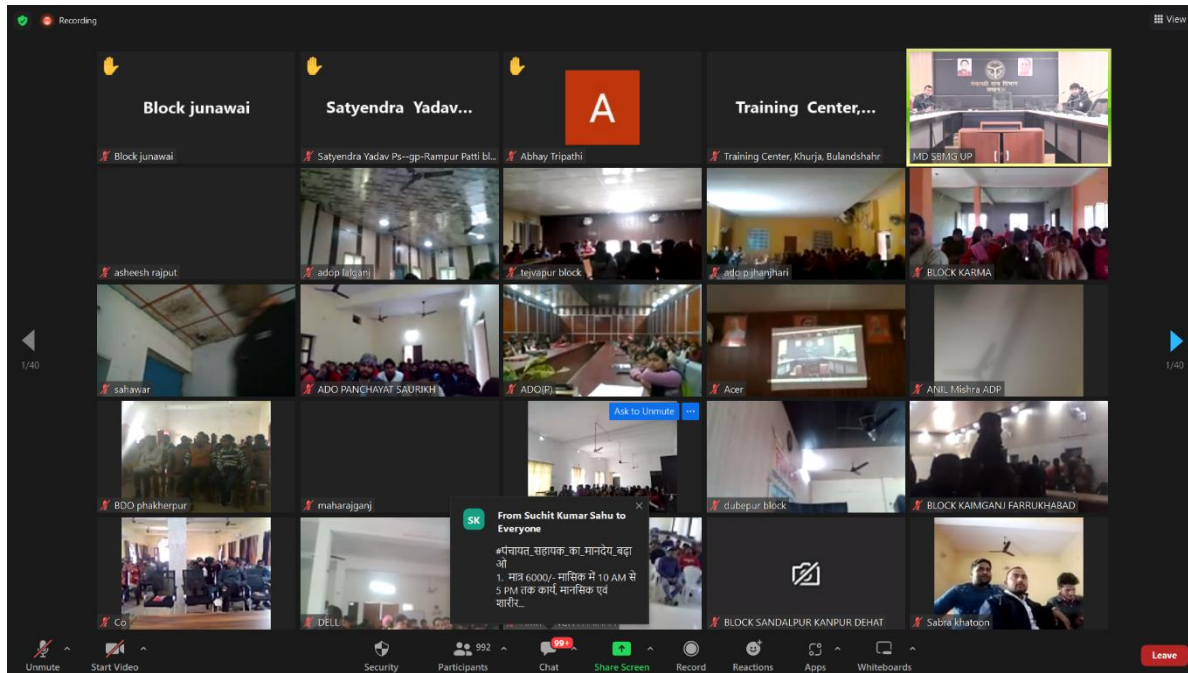 Recording
View
Block junawai
Block junawai
Satyendra Yadav...
Satyendra Yadav Ps--gp-Rampur Patti bl...
A
Abhay Tripathi
Training Center,...
Training Center, Khurja, Bulandshahr
पंचायती राज विभाग
MD SBMG UP
asheesh rajput
adop lalganj
tejvapur block
ado p jhanjhari
BLOCK KARMA
1/40
1/40
sahawar
ADO PANCHAYAT SAURIKH
ADO(P)
Acer
ANIL Mishra ADP
BDO phakherpur
maharajganj
Ask to Unmute
...
dubepur block
BLOCK KAIMGANJ FARRUKHABAD
SK
From Suchit Kumar Sahu to
Everyone
#पंचायत_सहायक_का_मानदेय_बढ़ा
ओ
1. मात्र 6000/- मासिक में 10 AM से
5 PM तक कार्य, मानसिक एवं
शारीर...
Co
DELL
BLOCK SANDALPUR KANPUR DEHAT
Sabra khatoon
Unmute
Start Video
Security
992
Participants
99+
Chat
Share Screen
Record
Reactions
Apps
Whiteboards
Leave